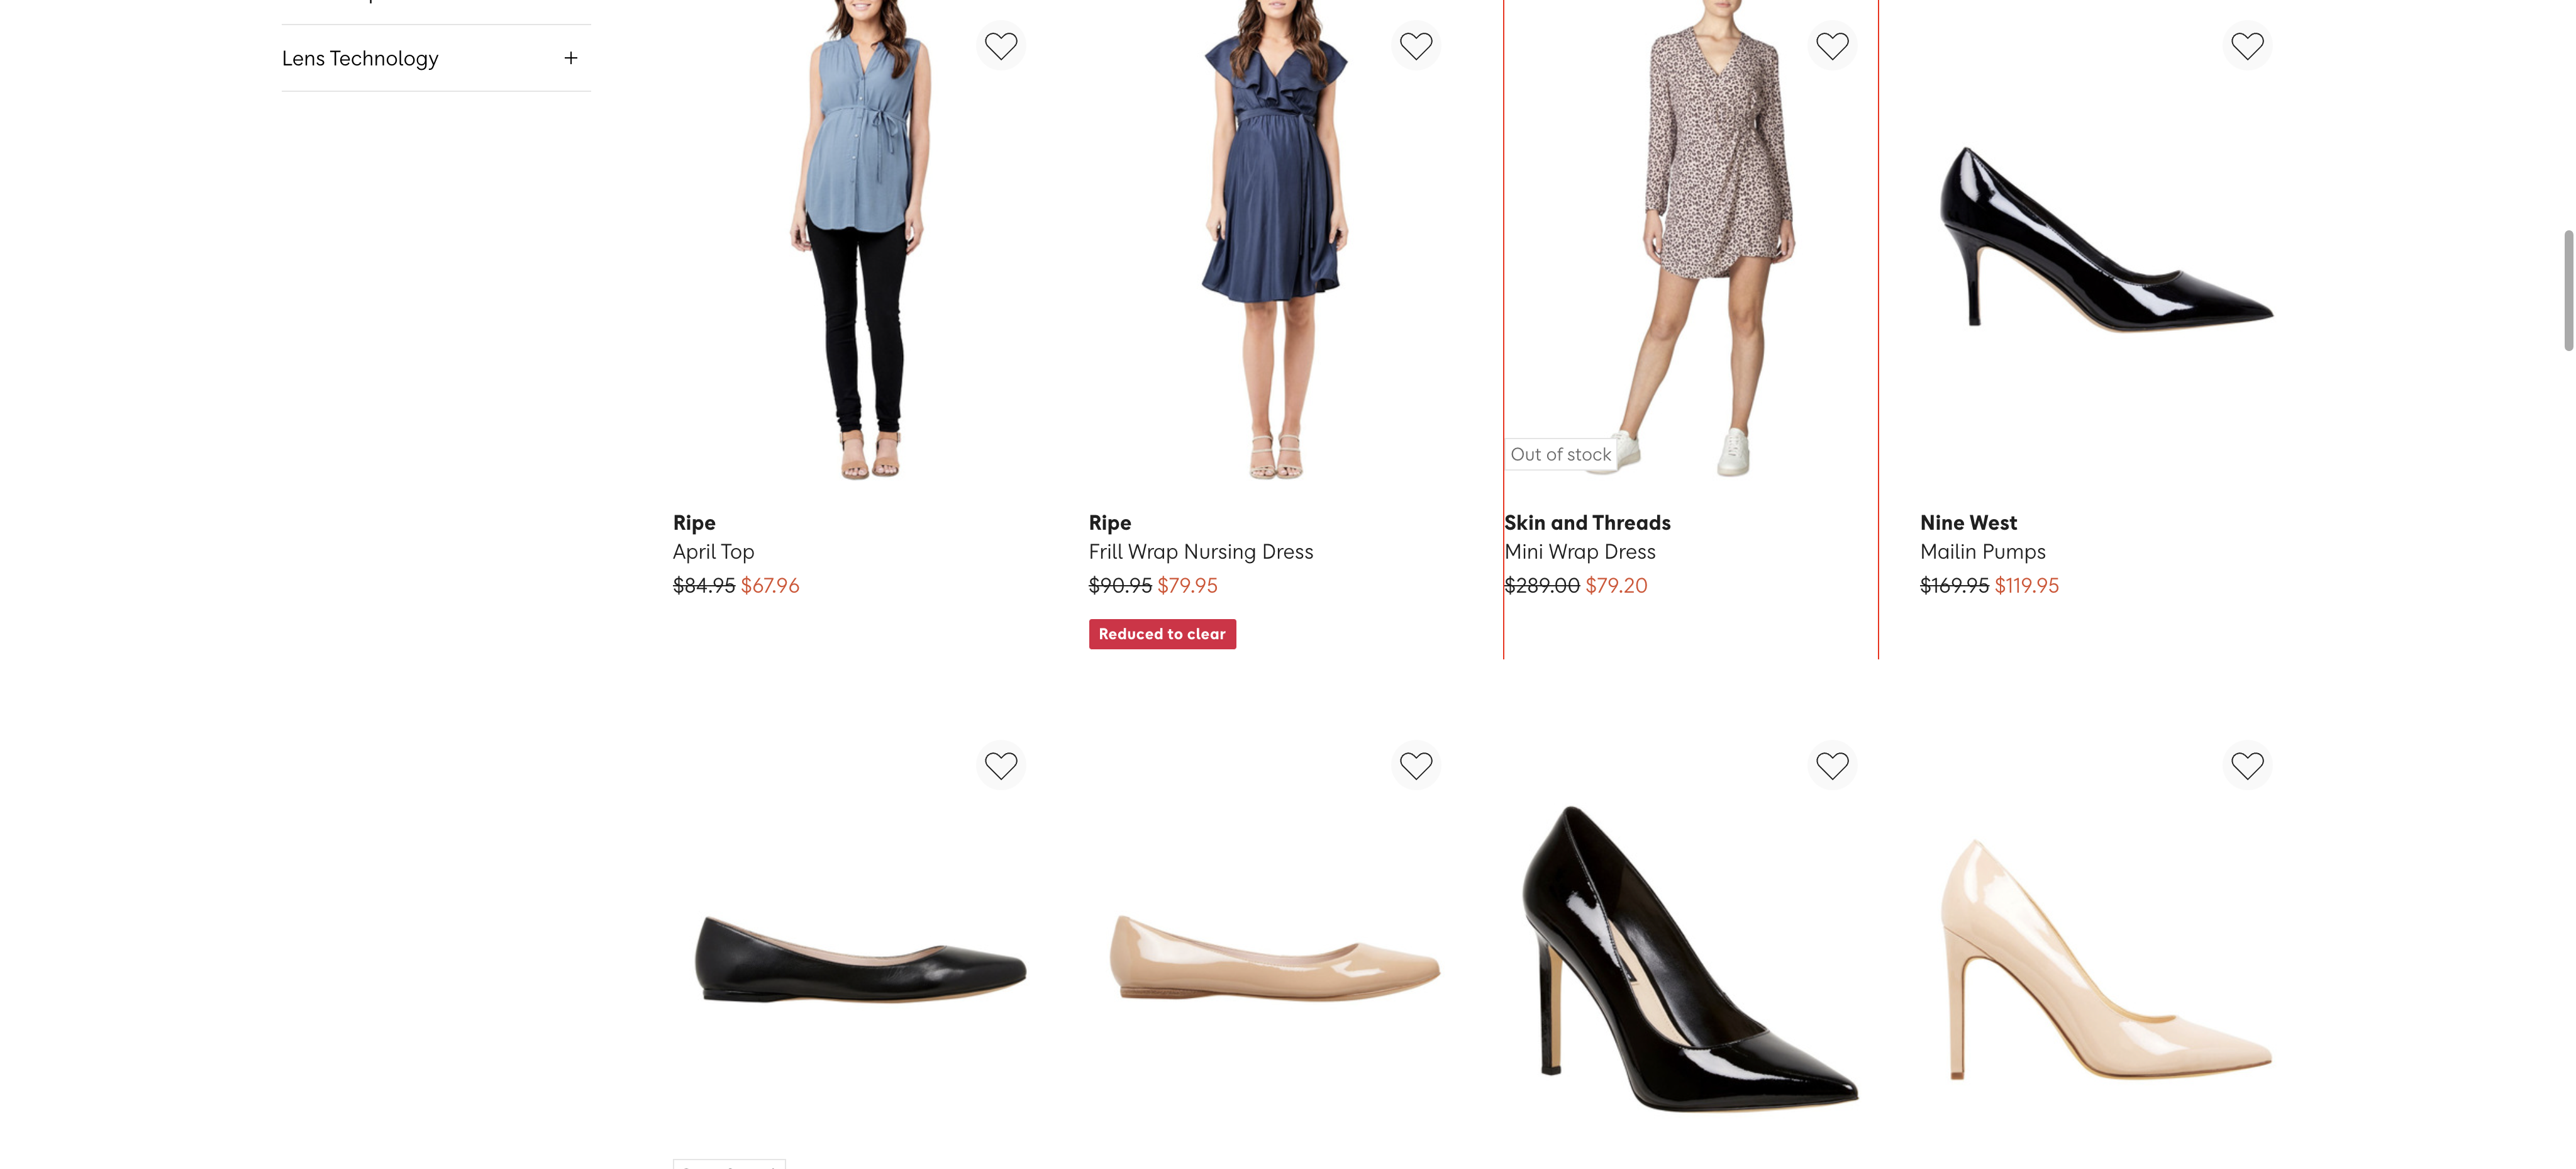 Lens Technology
Out of stock
Ripe
April Top
$84.95 $67.96
Ripe
Frill Wrap Nursing Dress
$90.95 $79.95
Reduced to clear
Skin and Threads
Mini Wrap Dress
$289.00 $79.20
Nine West
Mailin Pumps
$169.95 $119.95